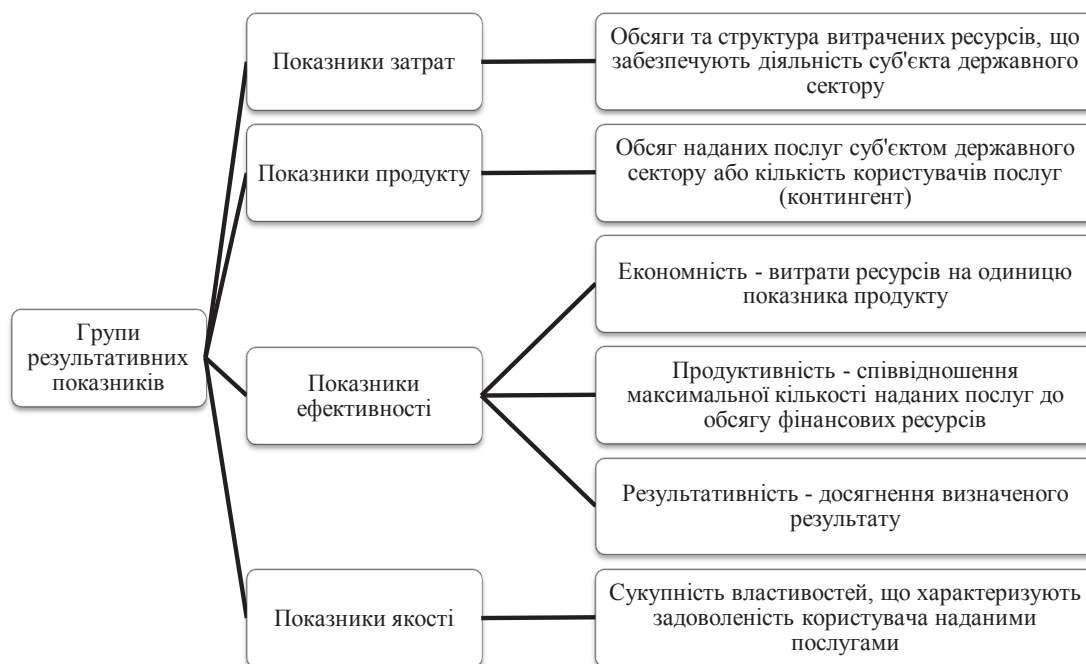 Групи
результативних
показників
Показники затрат
Обсяги та структура витрачених ресурсів, що
забезпечують діяльність суб'єкта державного
сектору
Показники продукту
Обсяг наданих послуг суб'єктом державного
сектору або кількість користувачів послуг
(контингент)
Показники
ефективності
Економність - витрати ресурсів на одиницю
показника продукту
Продуктивність - співвідношення
максимальної кількості наданих послуг до
обсягу фінансових ресурсів
Результативність - досягнення визначеного
результату
Показники якості
Сукупність властивостей, що характеризують
задоволеність користувача наданими
послугами